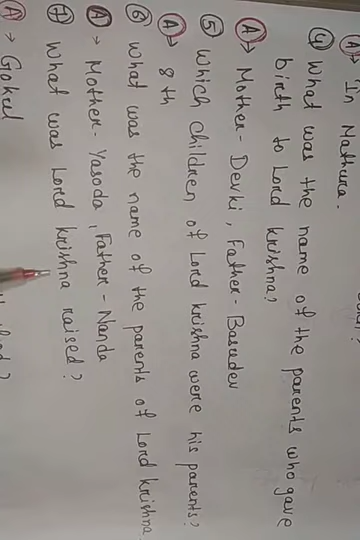 (A)→ In Mathura.
④ What was the name of the parents who gave
birth to Lord krishna?
(A)→ Mother - Devki, Father - Basudev
⑤ Which children of Lord krishna were his parents?
(A)→ 8th
⑥ What was the name of the parents of Lord krishna.
(A)→ Mother - Yasoda, Father - Nanda
⑦ What was Lord krishna raised?
(A)→ Gokul